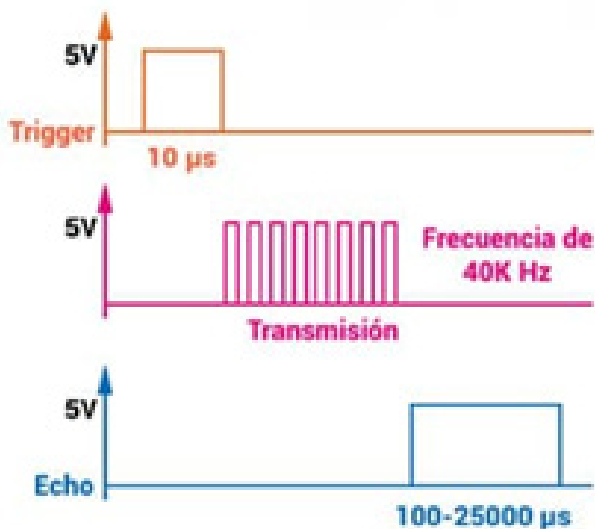 5V
Trigger
10 µs
5V
Frecuencia de
40K Hz
Transmisión
5V
Echo
100-25000 µs